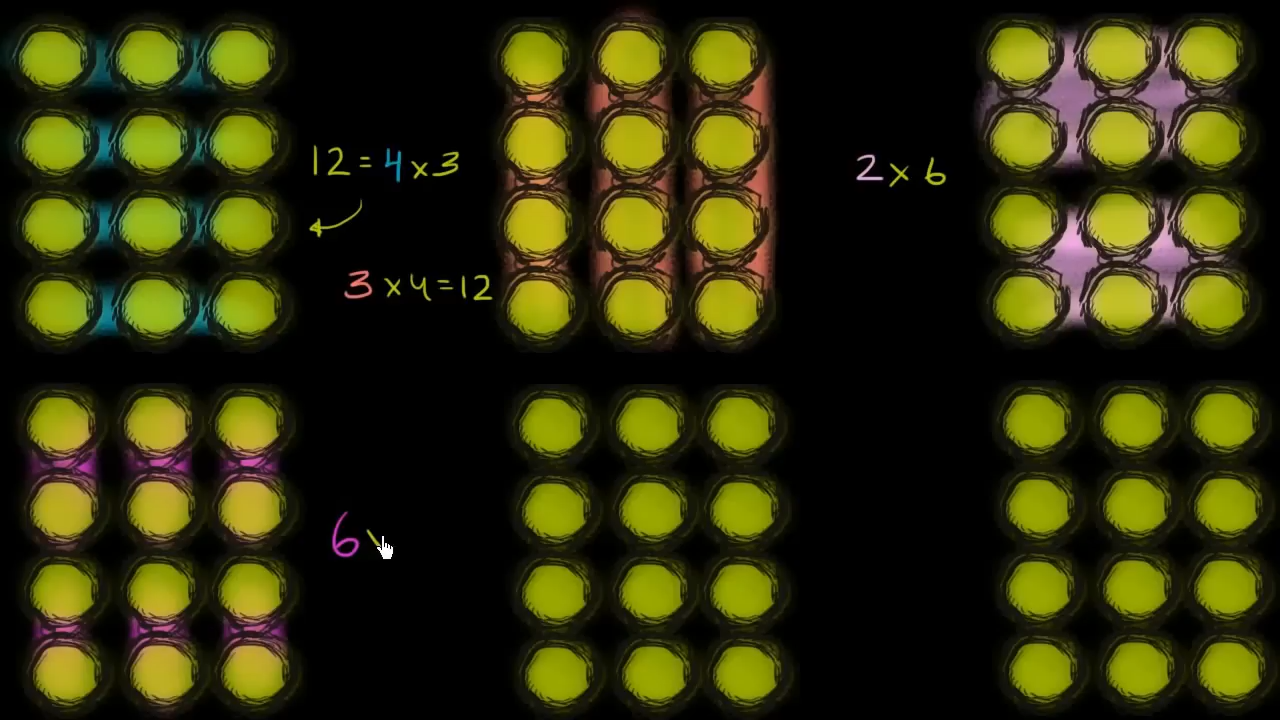 12 = 4 x 3
3 x 4 = 12
2 x 6
6